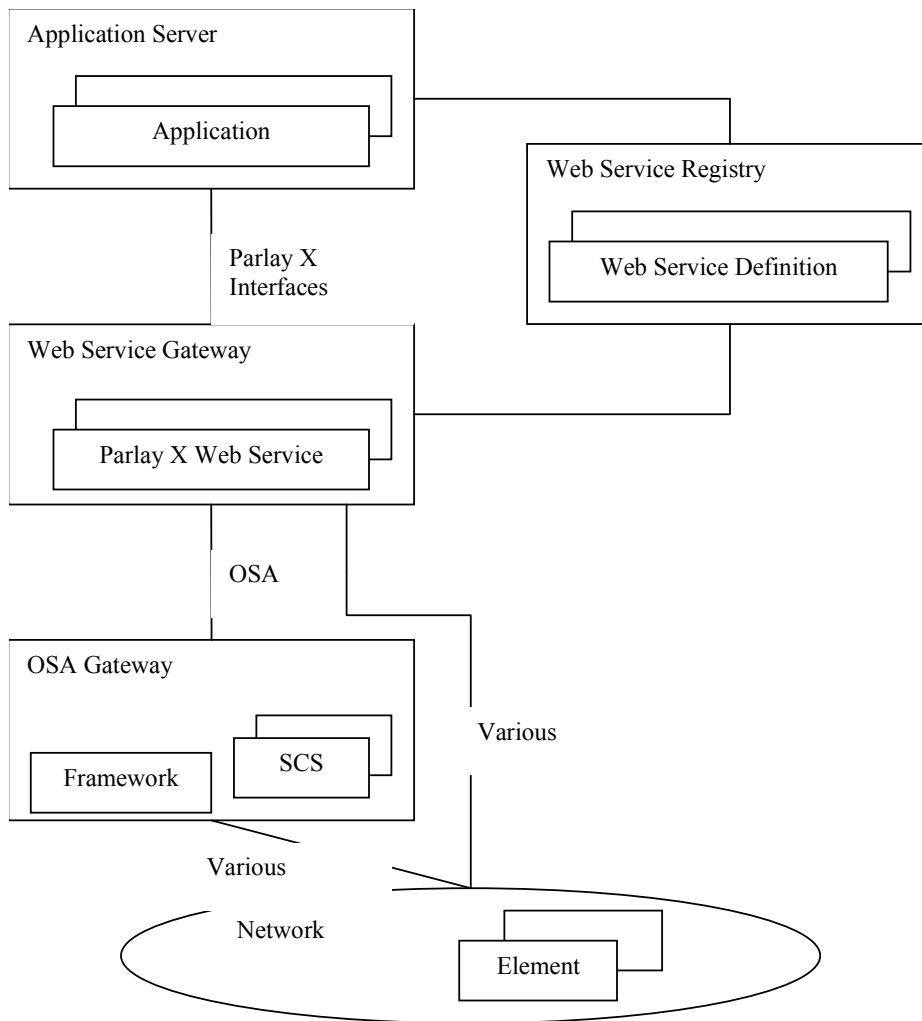 Application Server
Application
Web Service Registry
Web Service Definition
Parlay X
Interfaces
Web Service Gateway
Parlay X Web Service
OSA
OSA Gateway
Framework
SCS
Various
Various
Network
Element